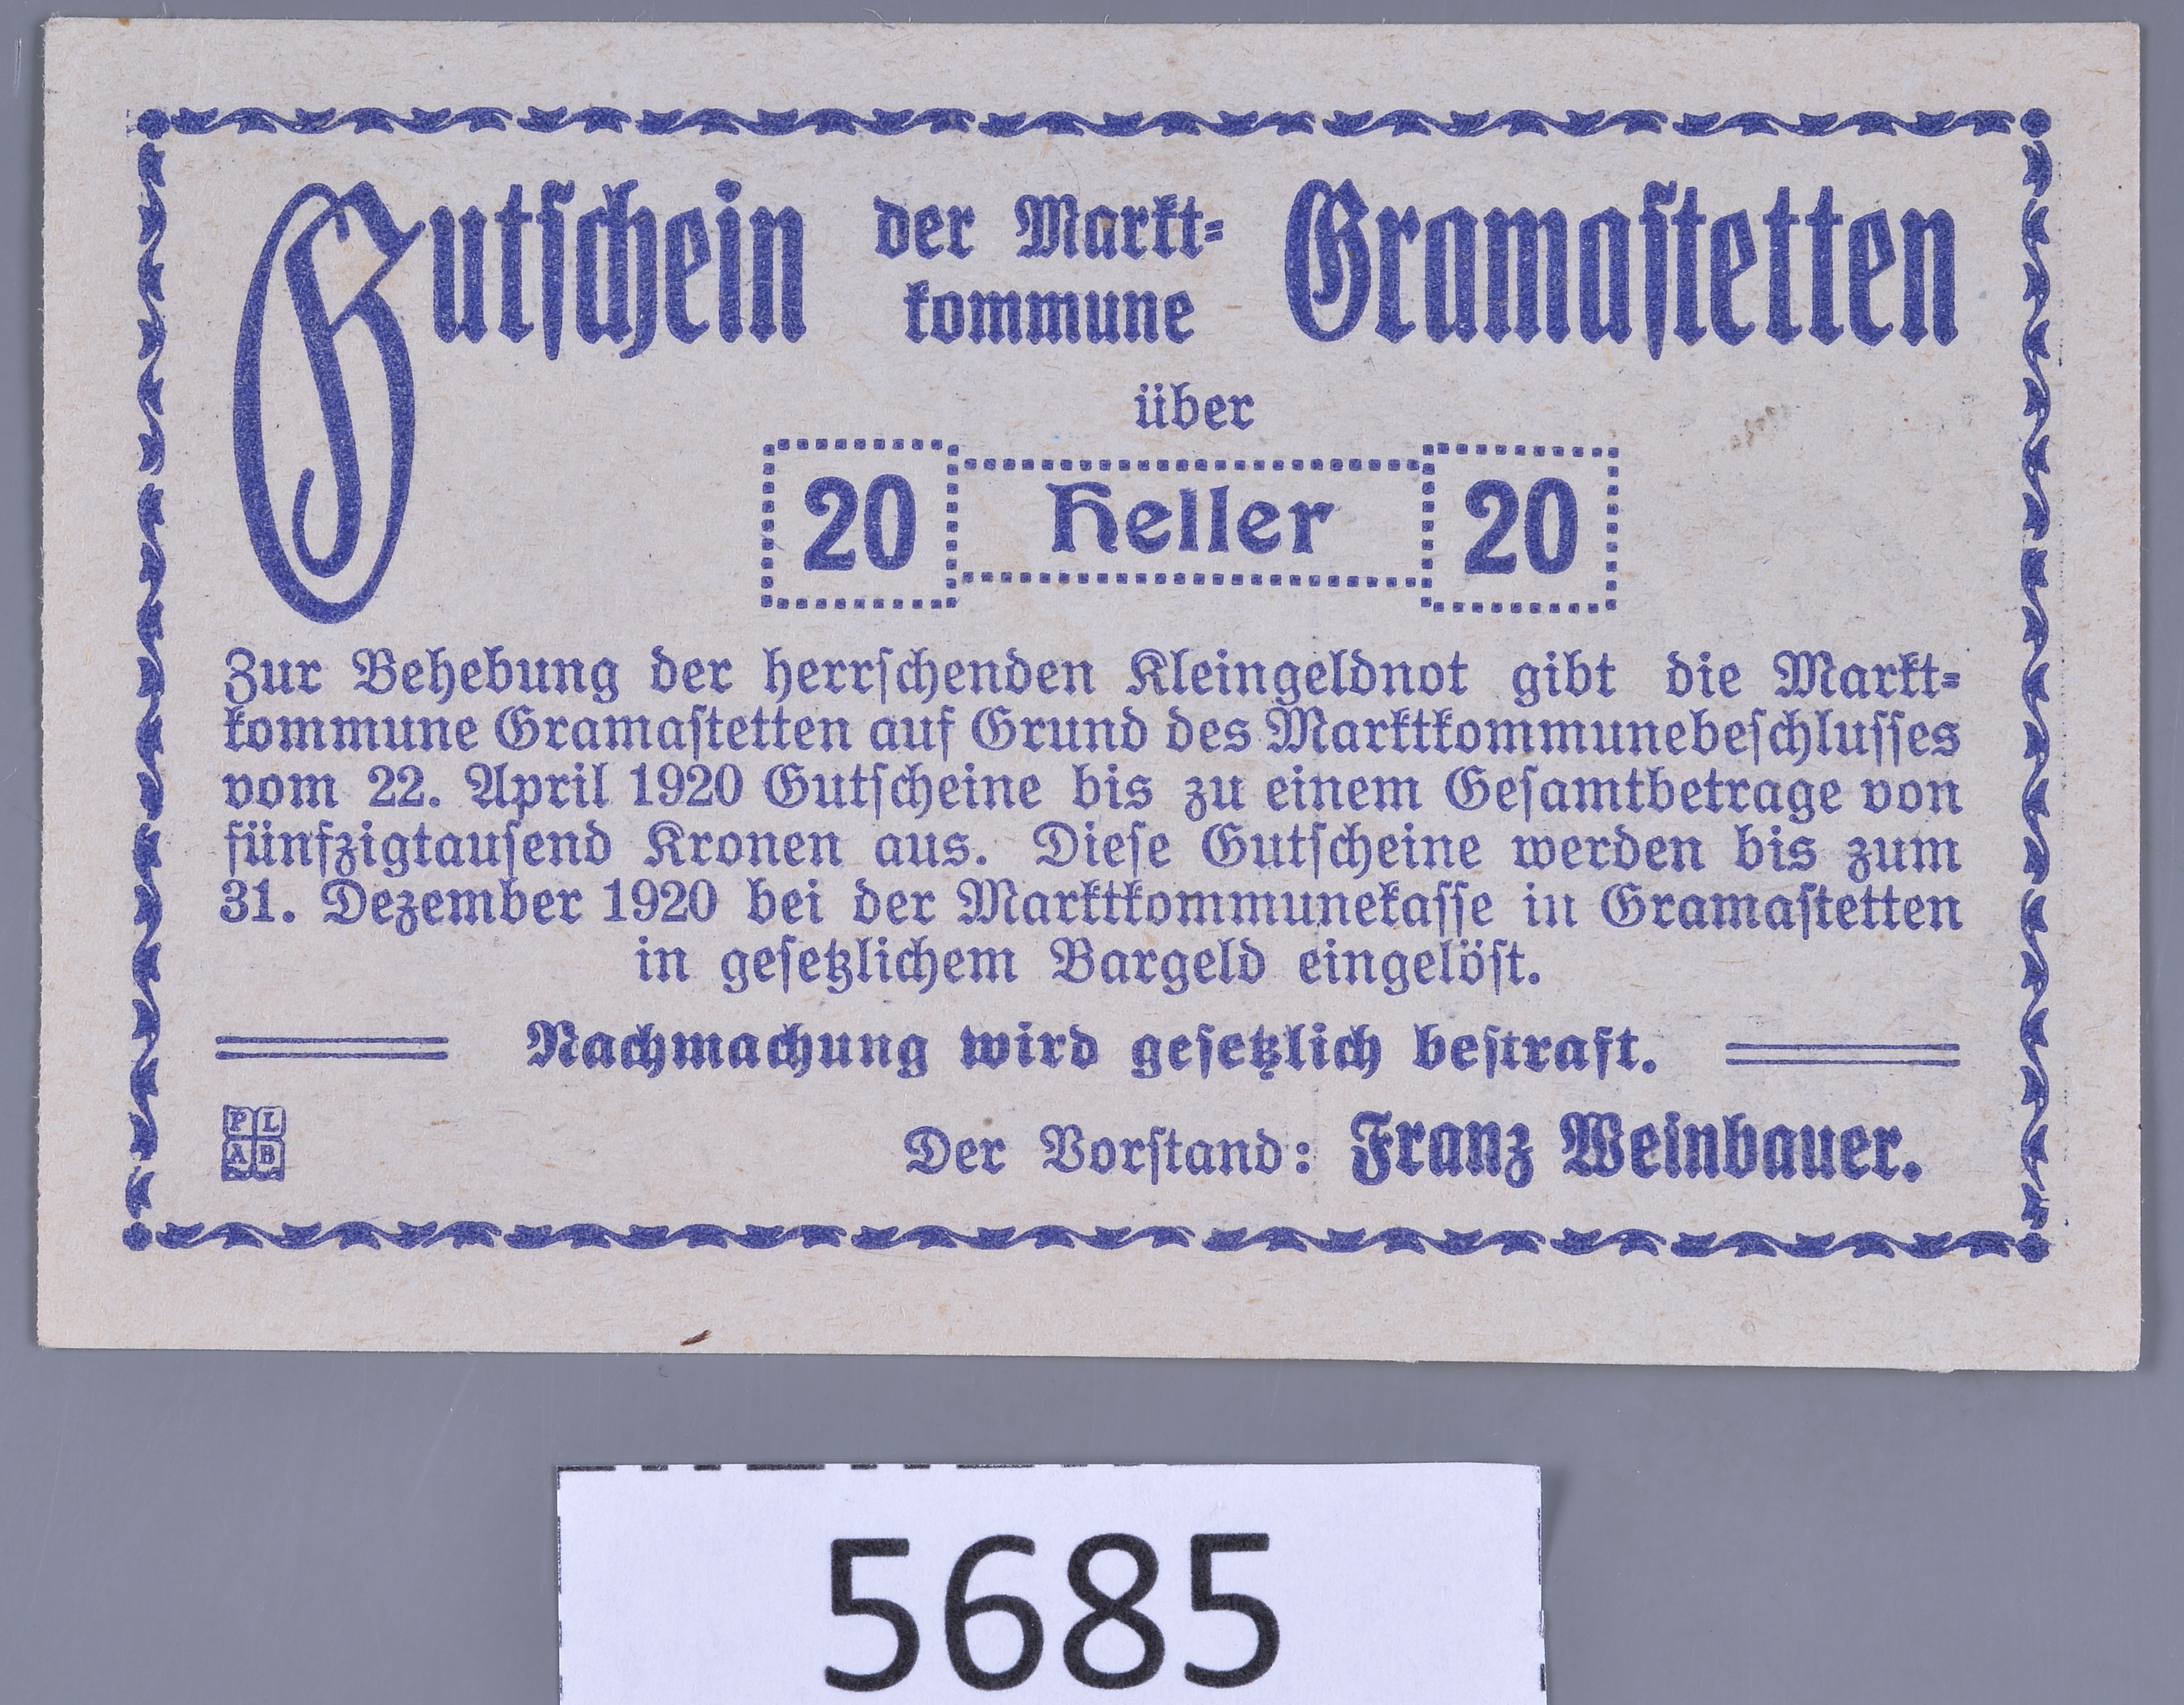 Gutschein der Markt-
kommune Gramastetten
über
20 Heller 20
Zur Behebung der herrschenden Kleingeldnot gibt die Markt-
kommune Gramastetten auf Grund des Marktkommunebeschlusses
vom 22. April 1920 Gutscheine bis zu einem Gesamtbetrage von
fünfzigtausend Kronen aus. Diese Gutscheine werden bis zum
31. Dezember 1920 bei der Marktkommunekasse in Gramastetten
in gesetzlichem Bargeld eingelöst.
Nachmachung wird gesetzlich bestraft.
P L
A B
Der Vorstand: Franz Weinbauer.
5685